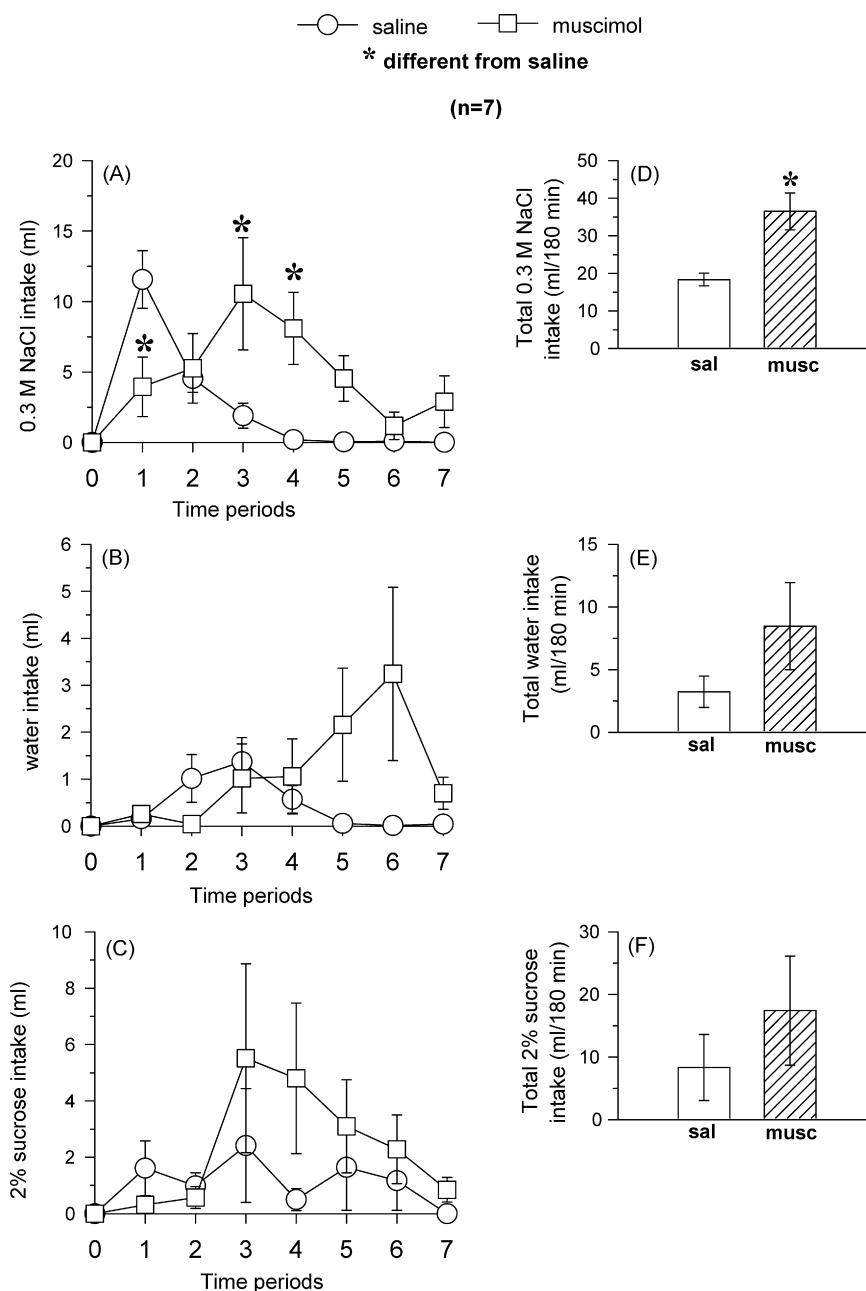 saline muscimol
* different from saline
(n=7)
(A)
0.3 M NaCl intake (ml)
20
15
10
5
0
*
*
*
0 1 2 3 4 5 6 7
Time periods
(D)
Total 0.3 M NaCl
intake (ml/180 min)
50
40
30
20
10
0
*
sal musc
(B)
water intake (ml)
6
5
4
3
2
1
0
0 1 2 3 4 5 6 7
Time periods
(E)
Total water intake
(ml/180 min)
15
10
5
0
sal musc
(C)
2% sucrose intake (ml)
10
8
6
4
2
0
0 1 2 3 4 5 6 7
Time periods
(F)
Total 2% sucrose
intake (ml/180 min)
30
20
10
0
sal musc